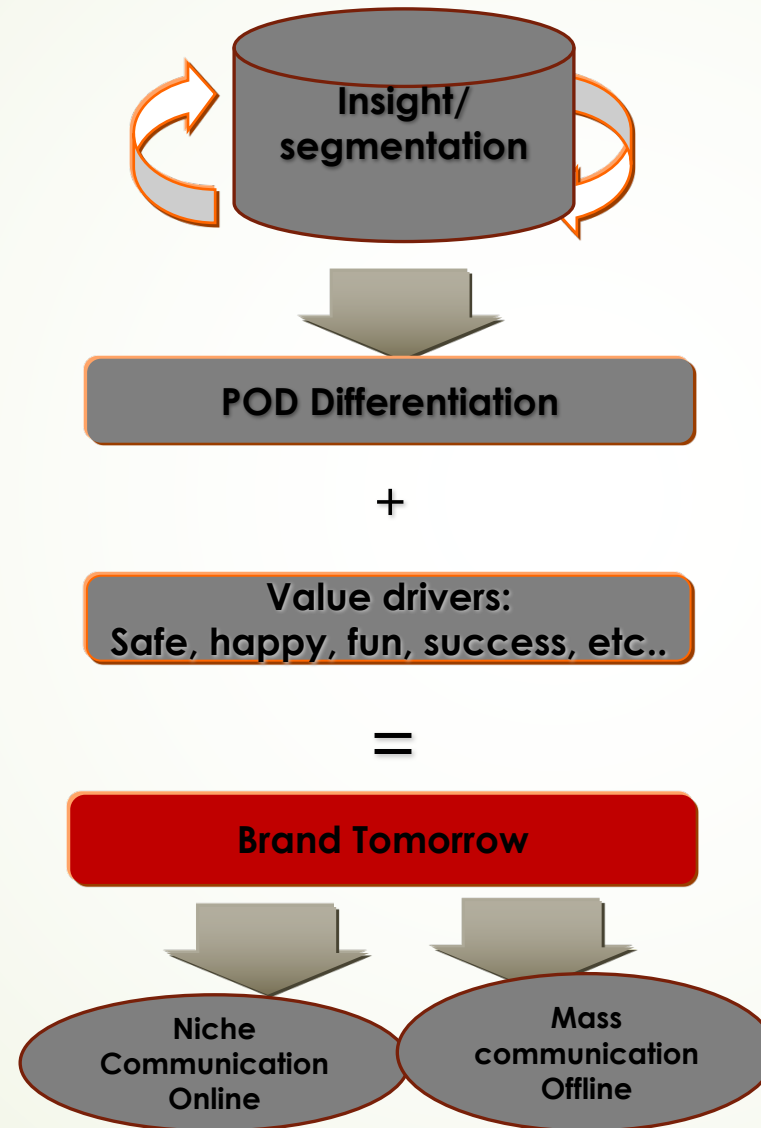 Insight/
segmentation
POD Differentiation
+
Value drivers:
Safe, happy, fun, success, etc..
=
Brand Tomorrow
Niche
Communication
Online
Mass
communication
Offline